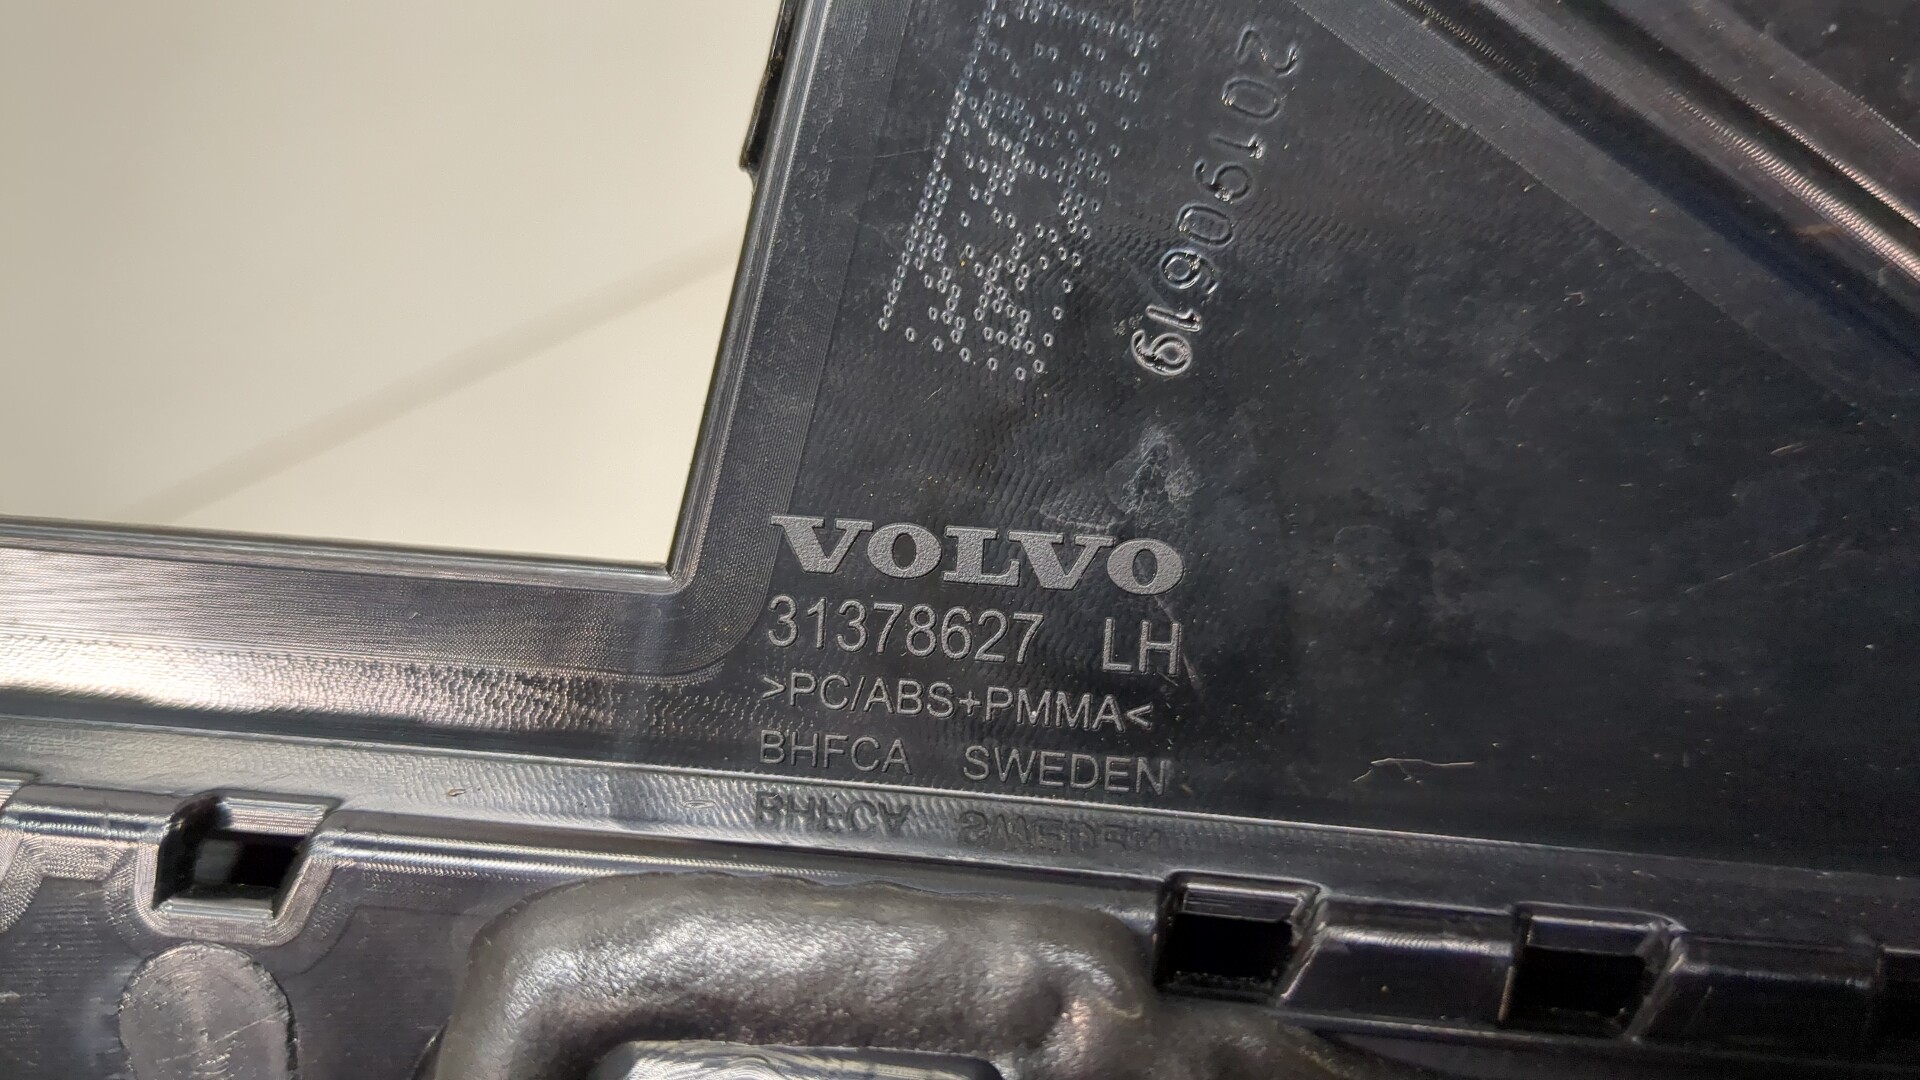 20190619
VOLVO
31378627 LH
>PC/ABS+PMMA<
BHFCA SWEDEN